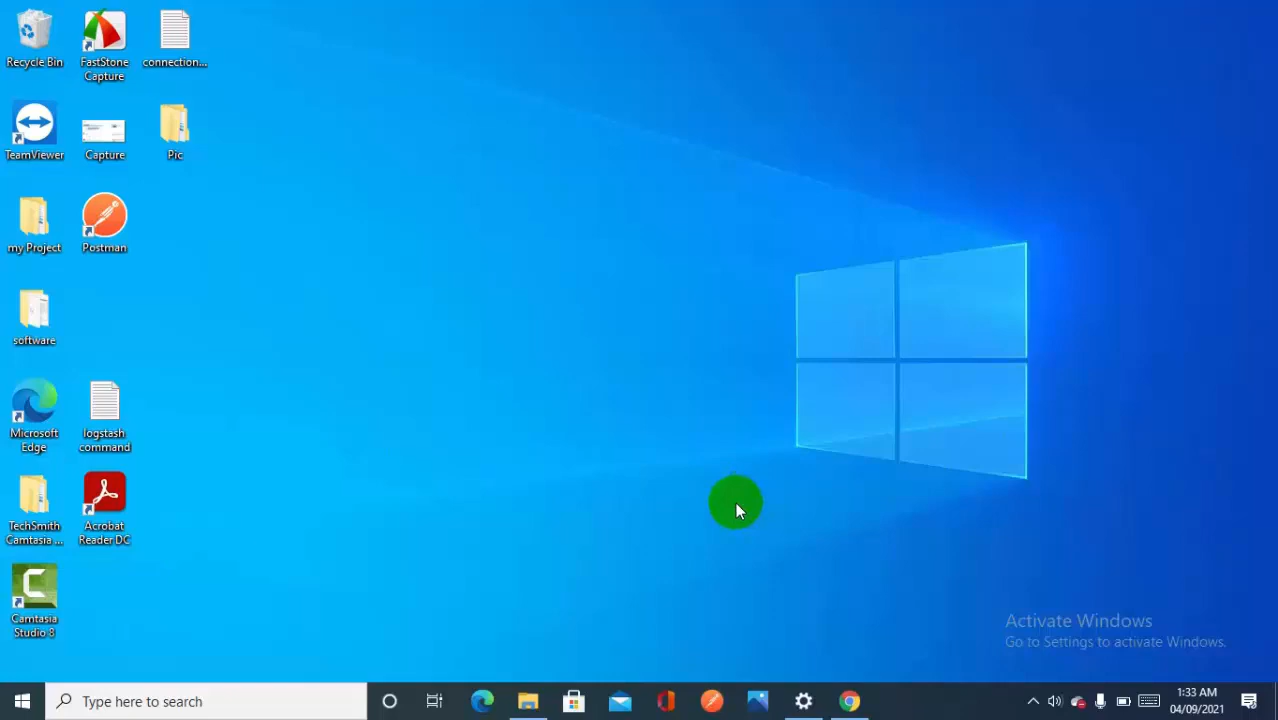 Recycle Bin
FastStone
Capture
connection...
TeamViewer
Capture
Pic
my Project
Postman
software
Microsoft
Edge
logstash
command
TechSmith
Camtasia ...
Acrobat
Reader DC
Camtasia
Studio 8
Activate Windows
Go to Settings to activate Windows.
Type here to search
1:33 AM
04/09/2021